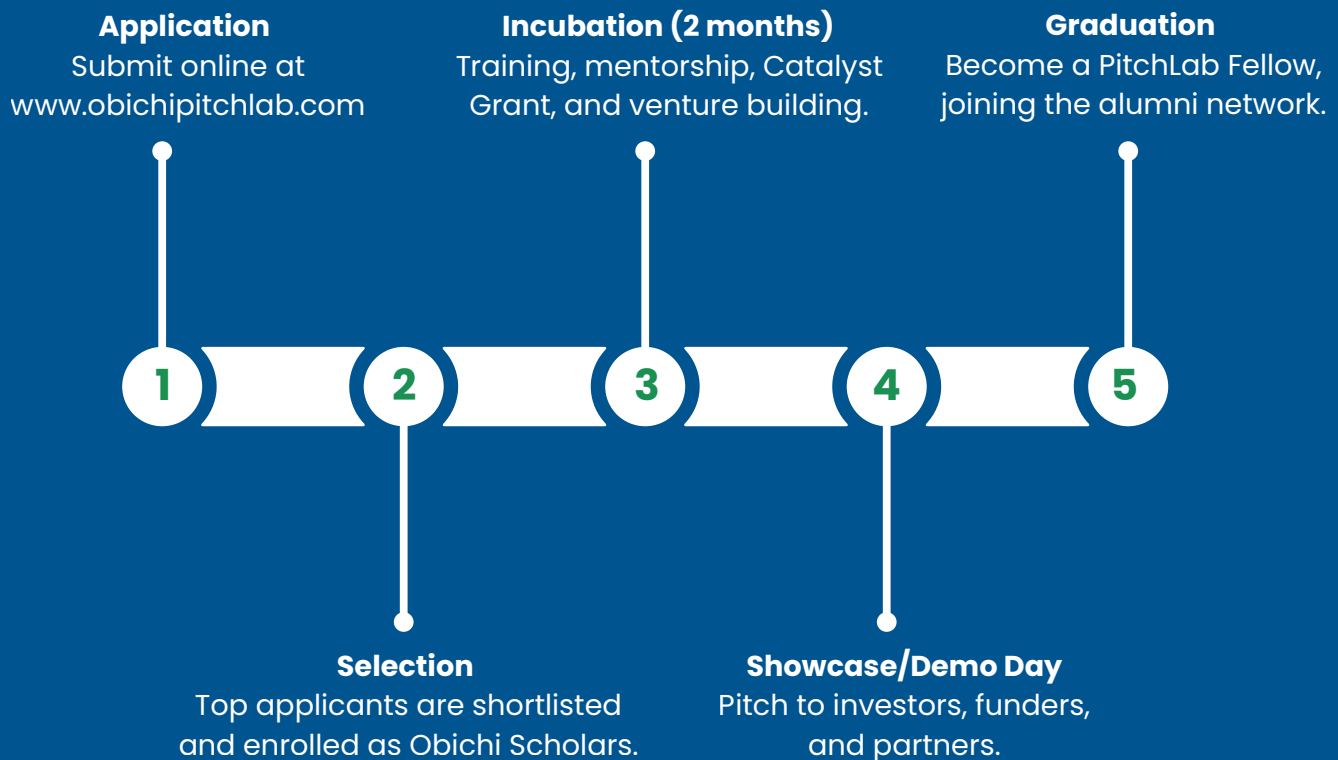 Application
Submit online at
www.obichipitchlab.com
Incubation (2 months)
Training, mentorship, Catalyst
Grant, and venture building.
Graduation
Become a PitchLab Fellow,
joining the alumni network.
1
2
3
4
5
Selection
Top applicants are shortlisted
and enrolled as Obichi Scholars.
Showcase/Demo Day
Pitch to investors, funders,
and partners.